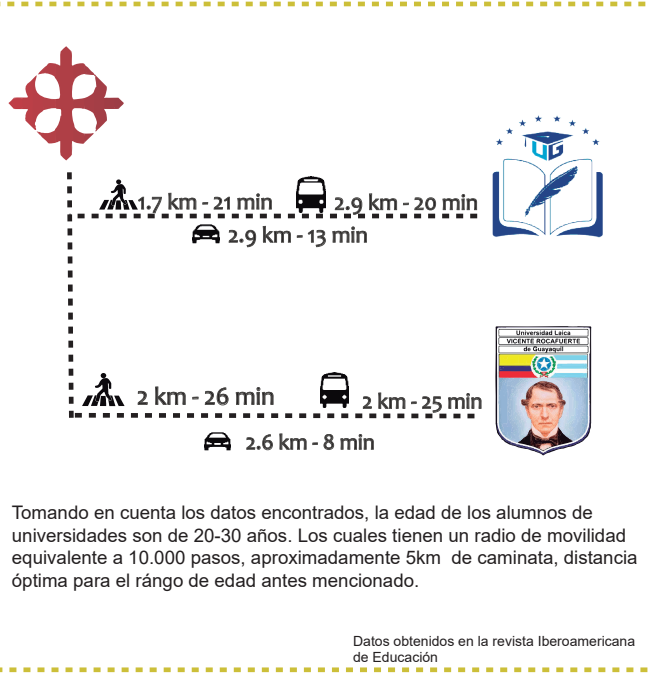 UG
1.7 km - 21 min
2.9 km - 20 min
2.9 km - 13 min
Universidad Laica
VICENTE ROCAFUERTE
de Guayaquil
2 km - 26 min
2 km - 25 min
2.6 km - 8 min
Tomando en cuenta los datos encontrados, la edad de los alumnos de
universidades son de 20-30 años. Los cuales tienen un radio de movilidad
equivalente a 10.000 pasos, aproximadamente 5km  de caminata, distancia
óptima para el rángo de edad antes mencionado.
Datos obtenidos en la revista Iberoamericana
de Educación